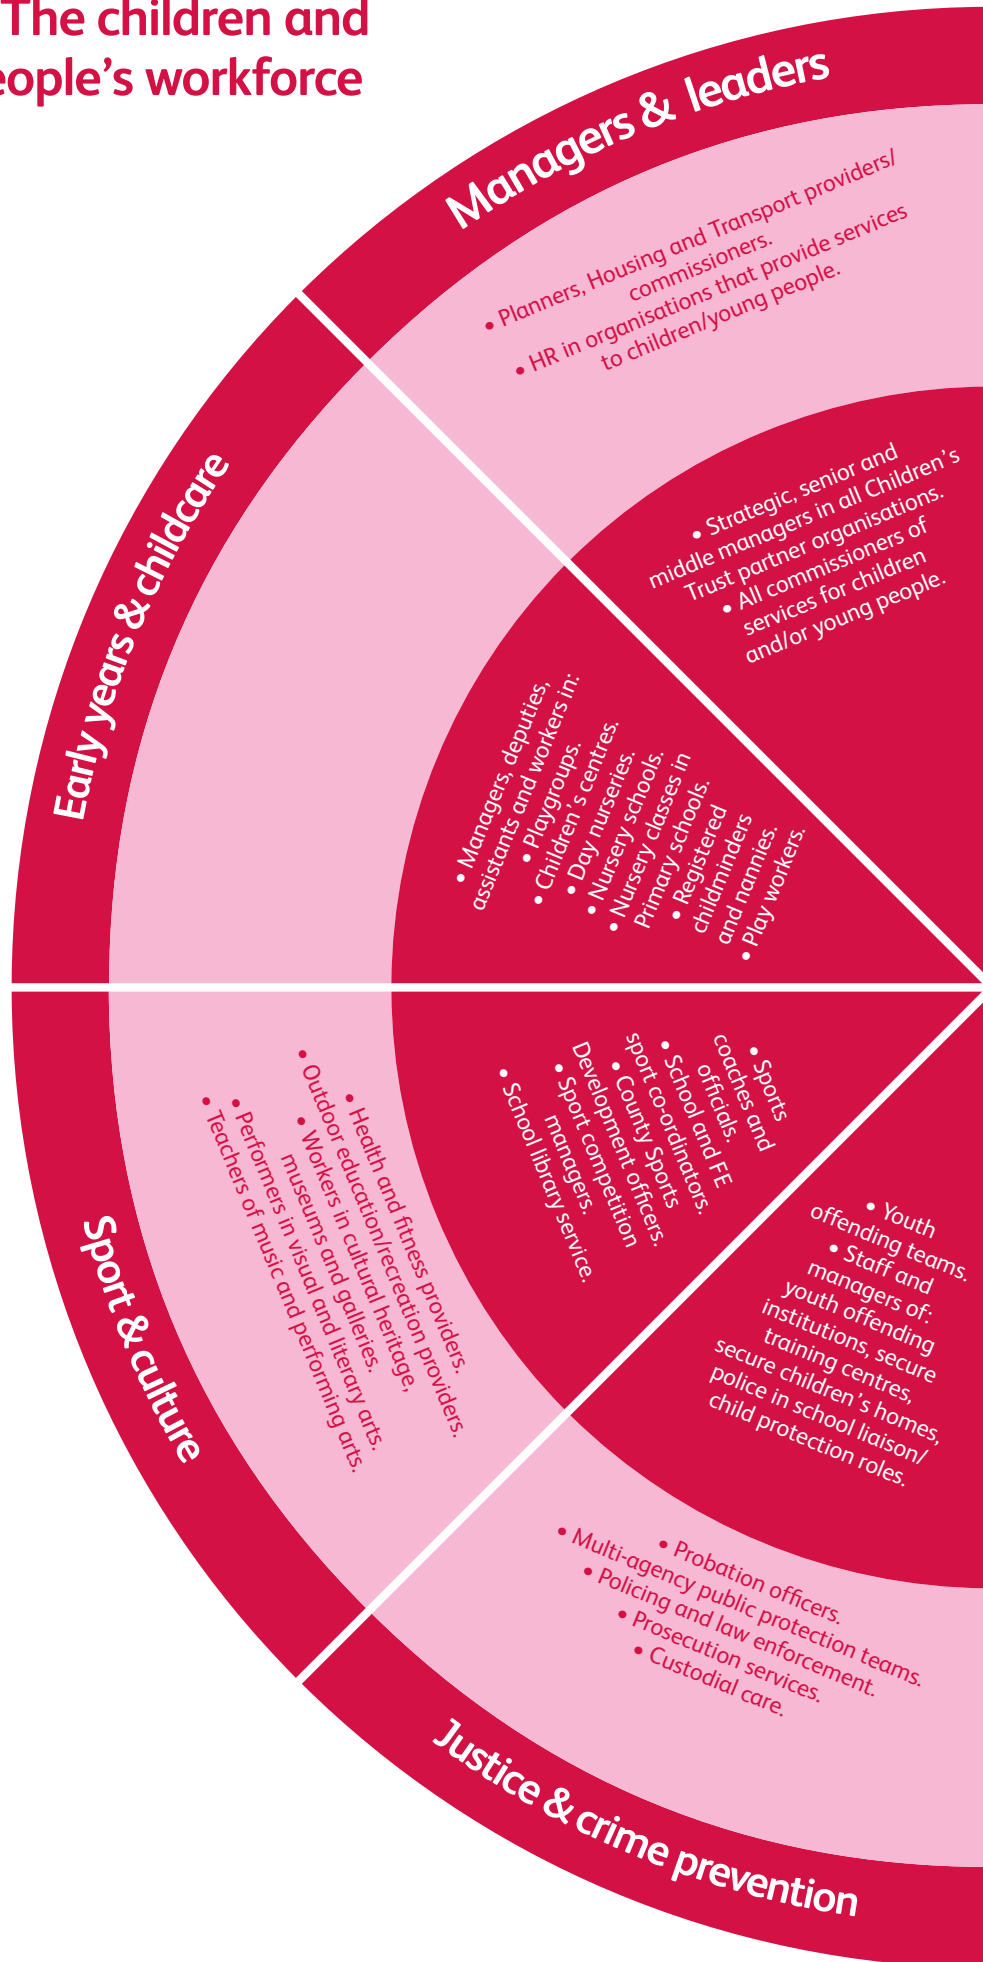 The children and
eople's workforce
Managers & leaders
• Planners, Housing and Transport providers/
commissioners.
• HR in organisations that provide services
to children/young people.
• Strategic, senior and
middle managers in all Children's
Trust partner organisations.
• All commissioners of
services for children
and/or young people.
Early years & childcare
• Managers, deputies,
assistants and workers in:
• Playgroups.
• Children's centres.
• Day nurseries.
• Nursery schools.
• Nursery classes in
Primary schools.
• Registered
childminders
and nannies.
• Play workers.
Sport & culture
• Health and fitness providers.
• Outdoor education/recreation providers.
• Workers in cultural heritage,
museums and galleries.
• Performers in visual and literary arts.
• Teachers of music and performing arts.
• Sports
coaches and
officials.
• School and FE
sport co-ordinators.
• County Sports
Development officers.
• Sport competition
managers.
• School library service.
Justice & crime prevention
• Youth
offending teams.
• Staff and
managers of:
youth offending
institutions, secure
training centres,
secure children's homes,
police in school liaison/
child protection roles.
• Probation officers.
• Multi-agency public protection teams.
• Policing and law enforcement.
• Prosecution services.
• Custodial care.